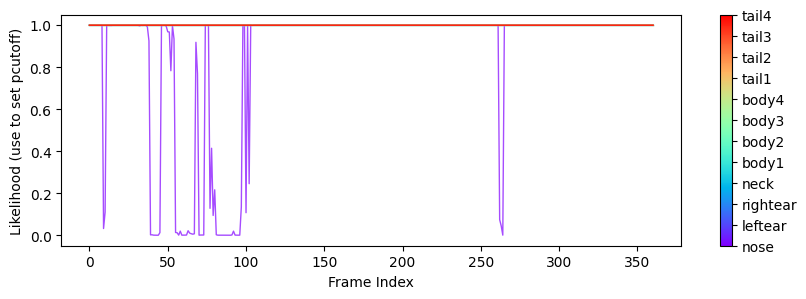 Likelihood (use to set pcutoff)
1.0
0.8
0.6
0.4
0.2
0.0
0
50
100
150
200
250
300
350
Frame Index
tail4
tail3
tail2
tail1
body4
body3
body2
body1
neck
rightear
leftear
nose